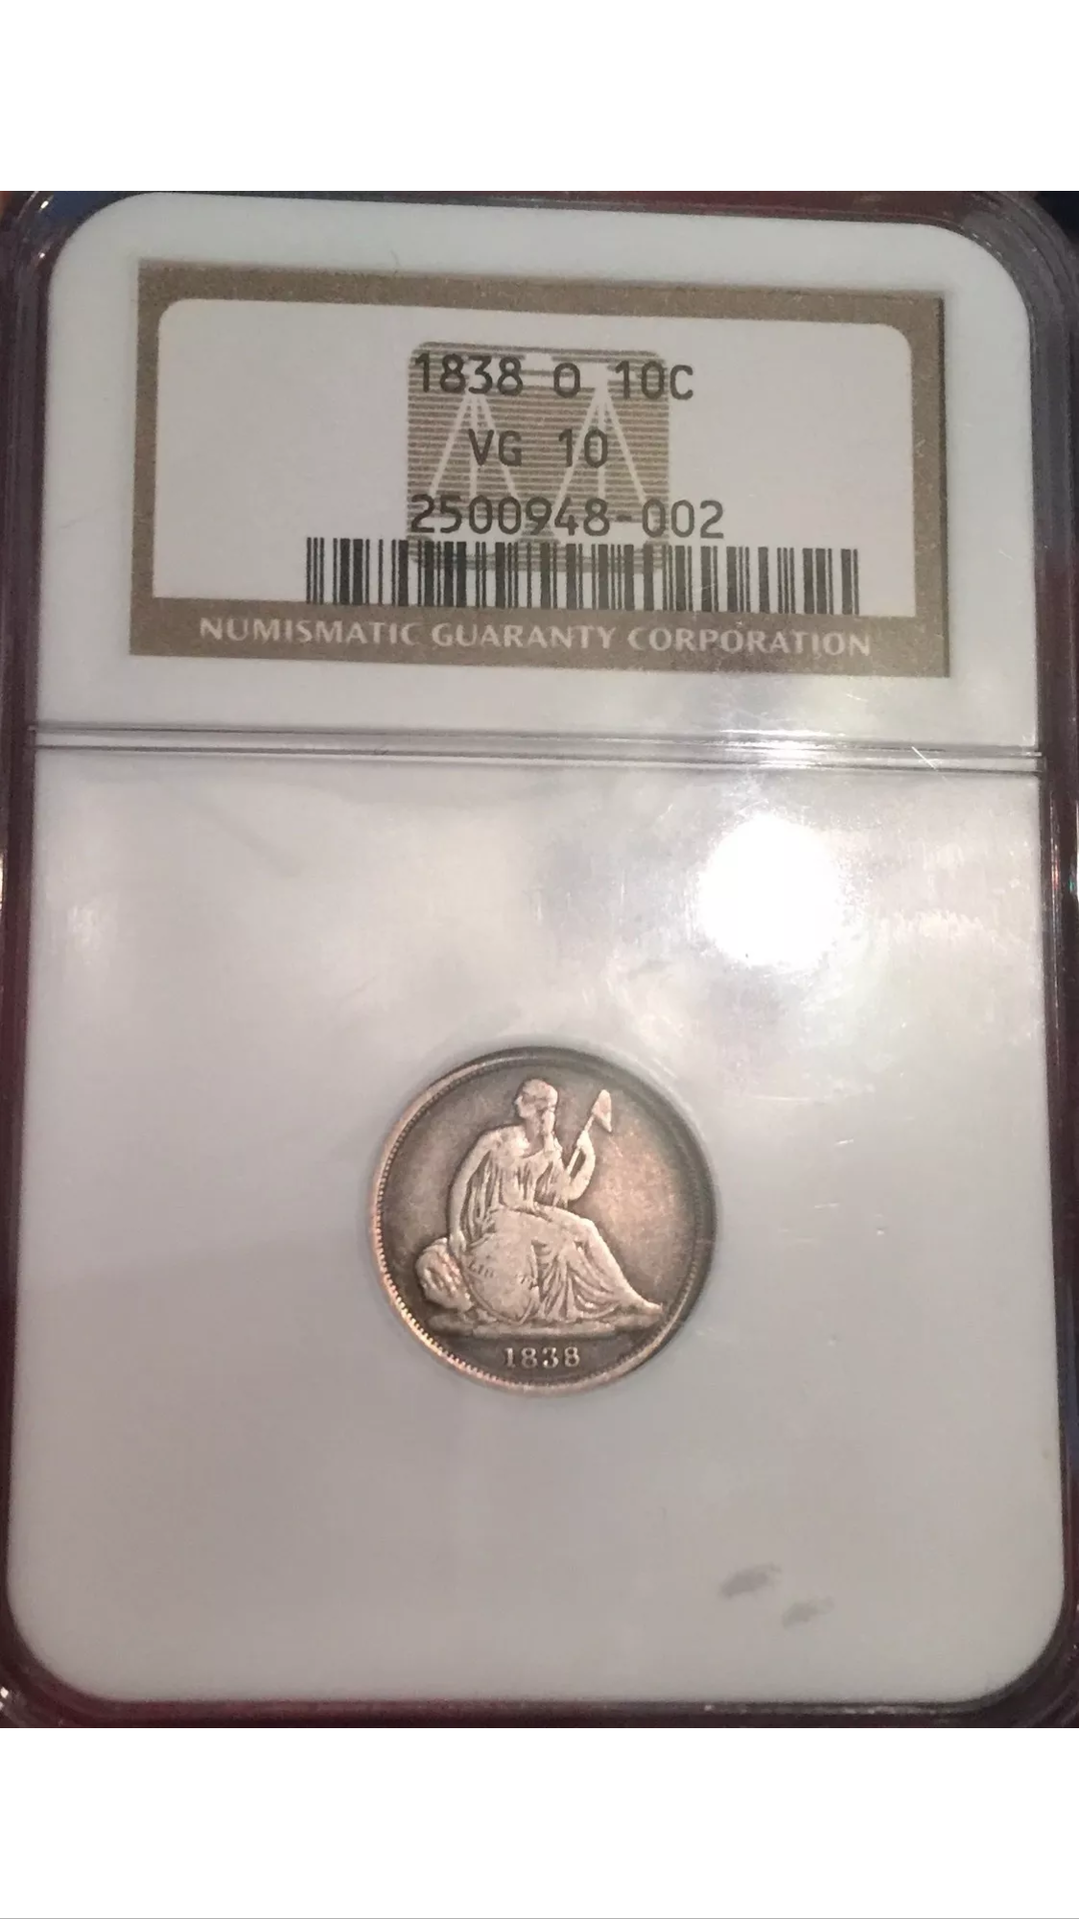 1838 O 10C
VG 10
2500948-002
NUMISMATIC GUARANTY CORPORATION
1838